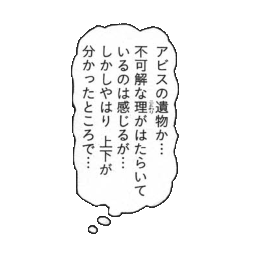 アビスの遺物か…
不可解な理がはたらいて
いるのは感じるが…
しかしやはり 上下が
分かったところで…